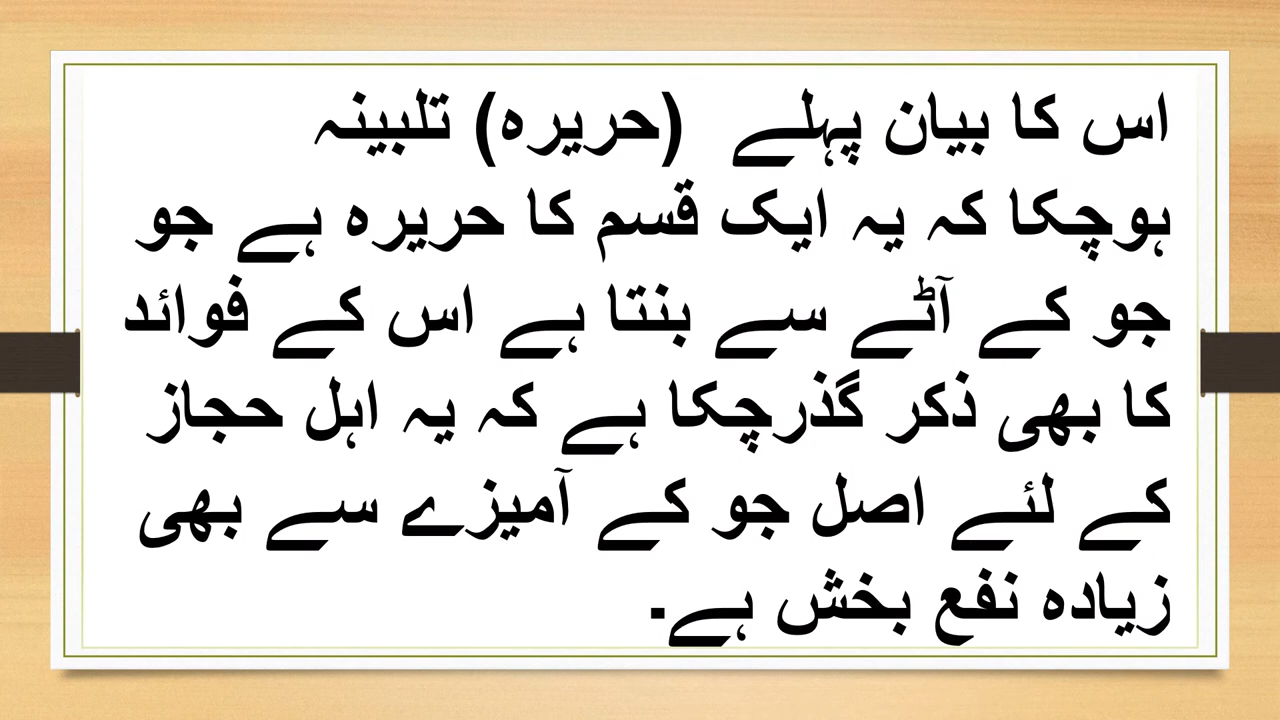 اس کا بیان پہلے (حریرہ) تلبینہ
ہوچکا کہ یہ ایک قسم کا حریرہ ہے جو
جو کے آٹے سے بنتا ہے اس کے فوائد
کا بھی ذکر گذرچکا ہے کہ یہ اہل حجاز
کے لئے اصل جو کے آمیزے سے بھی
زیادہ نفع بخش ہے۔